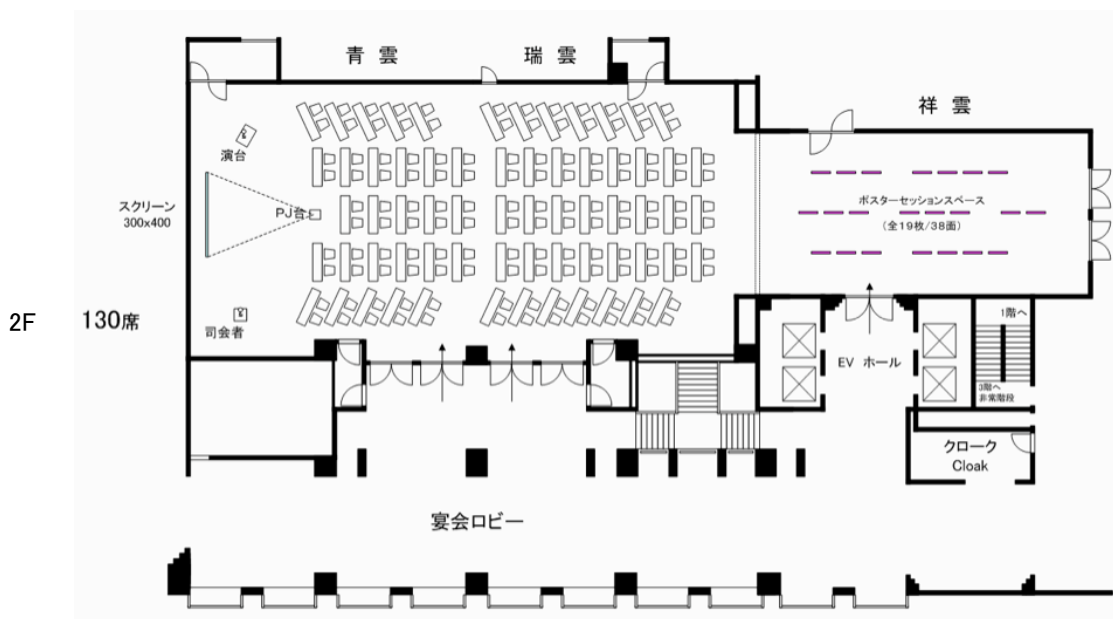 青 雲
瑞 雲
祥 雲
演台
スクリーン
300x400
PJ台
ポスターセッションスペース
(全19枚/38面)
2F
130席
司会者
1階へ
EV ホール
3階へ
非常階段
クローク
Cloak
宴会ロビー